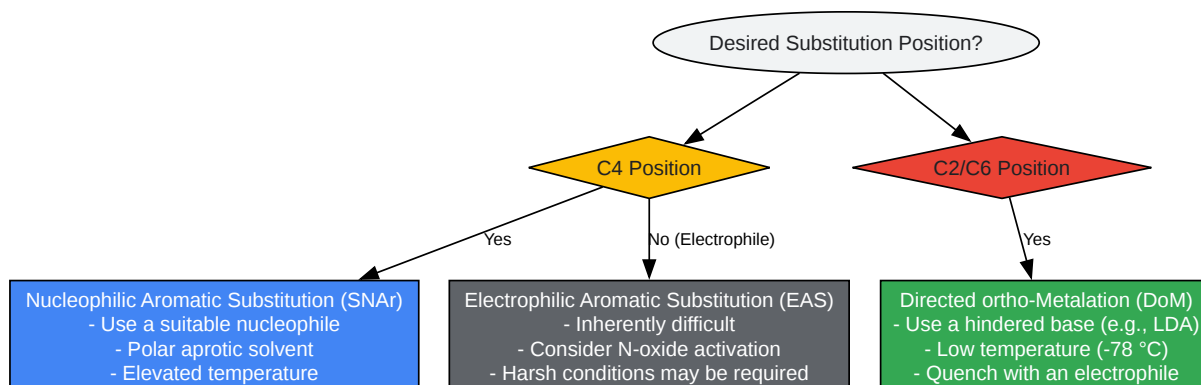 Desired Substitution Position?
C4 Position
C2/C6 Position
Yes
No (Electrophile)
Yes
Nucleophilic Aromatic Substitution (SNAr)
- Use a suitable nucleophile
- Polar aprotic solvent
- Elevated temperature
Electrophilic Aromatic Substitution (EAS)
- Inherently difficult
- Consider N-oxide activation
- Harsh conditions may be required
Directed ortho-Metalation (DoM)
- Use a hindered base (e.g., LDA)
- Low temperature (-78 °C)
- Quench with an electrophile